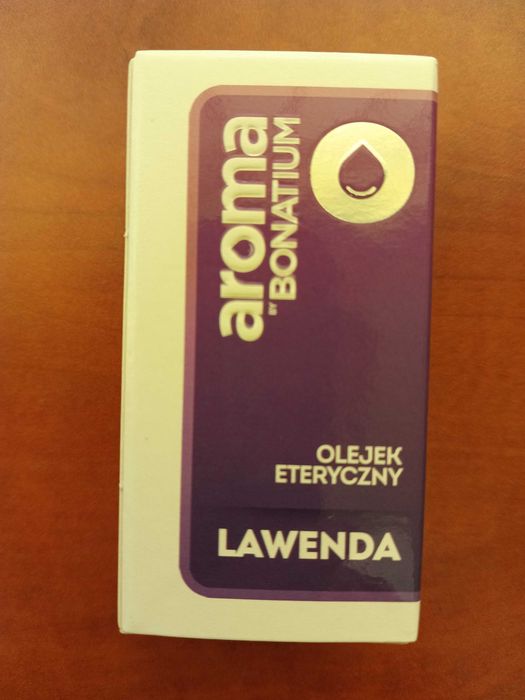 aroma
BY BONATIUM
OLEJEK
ETERYCZNY
LAWENDA